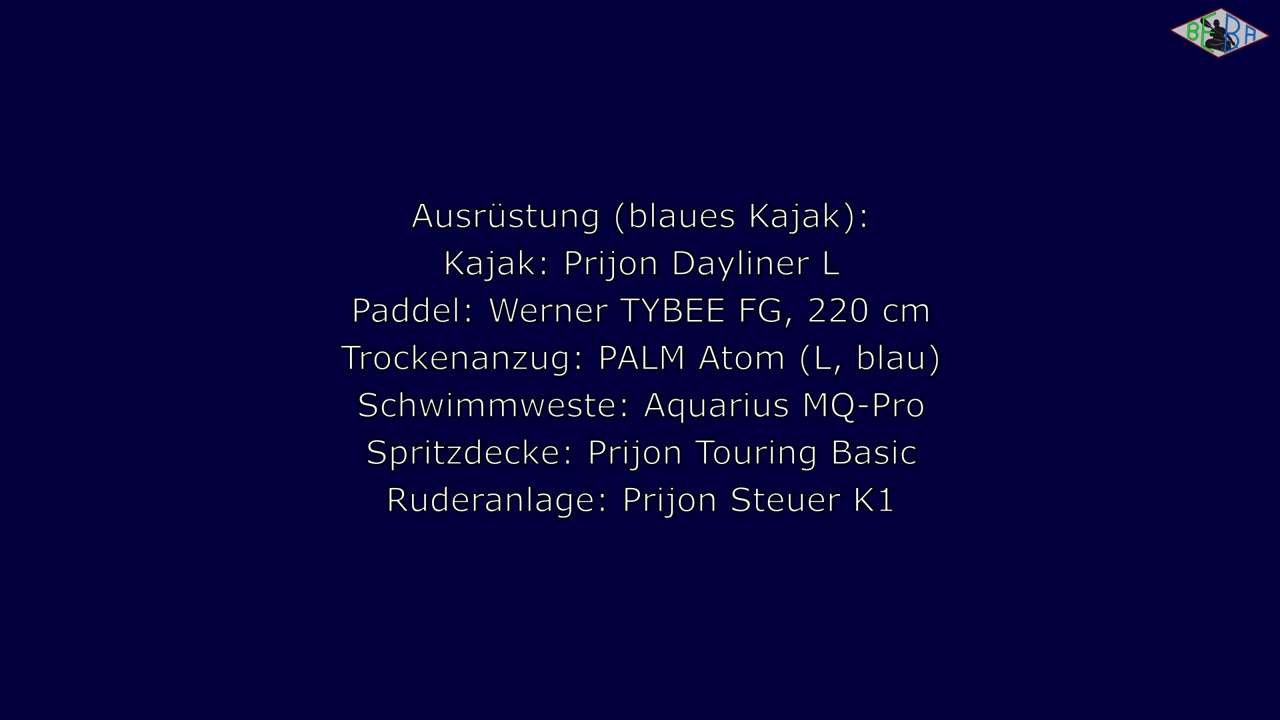 BEBA
Ausrüstung (blaues Kajak):
Kajak: Prijon Dayliner L
Paddel: Werner TYBEE FG, 220 cm
Trockenanzug: PALM Atom (L, blau)
Schwimmweste: Aquarius MQ-Pro
Spritzdecke: Prijon Touring Basic
Ruderanlage: Prijon Steuer K1